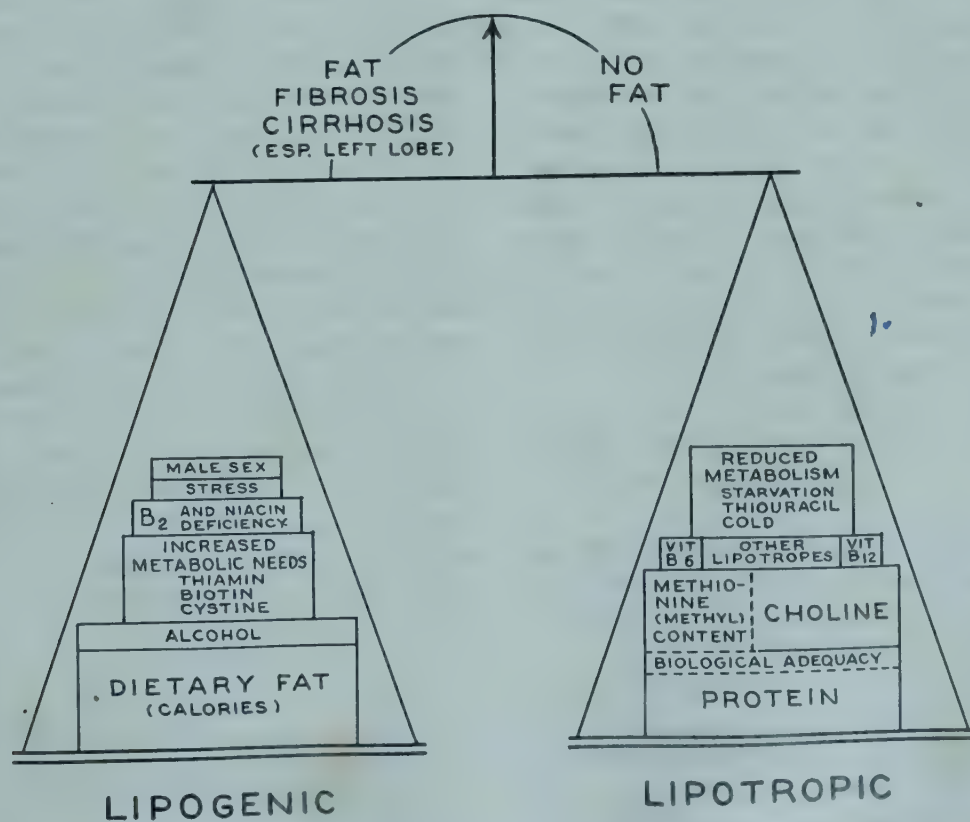 FAT
FIBROSIS
CIRRHOSIS
(ESP. LEFT LOBE)
NO
FAT
MALE SEX
STRESS
B2 AND NIACIN
DEFICIENCY
INCREASED
METABOLIC NEEDS
THIAMIN
BIOTIN
CYSTINE
ALCOHOL
DIETARY FAT
(CALORIES)
LIPOGENIC
REDUCED
METABOLISM
STARVATION
THIOURACIL
COLD
VIT
B6
OTHER
LIPOTROPES
VIT
B12
METHIO-
NINE
(METHYL)
CONTENT
CHOLINE
BIOLOGICAL ADEQUACY
PROTEIN
LIPOTROPIC
1.